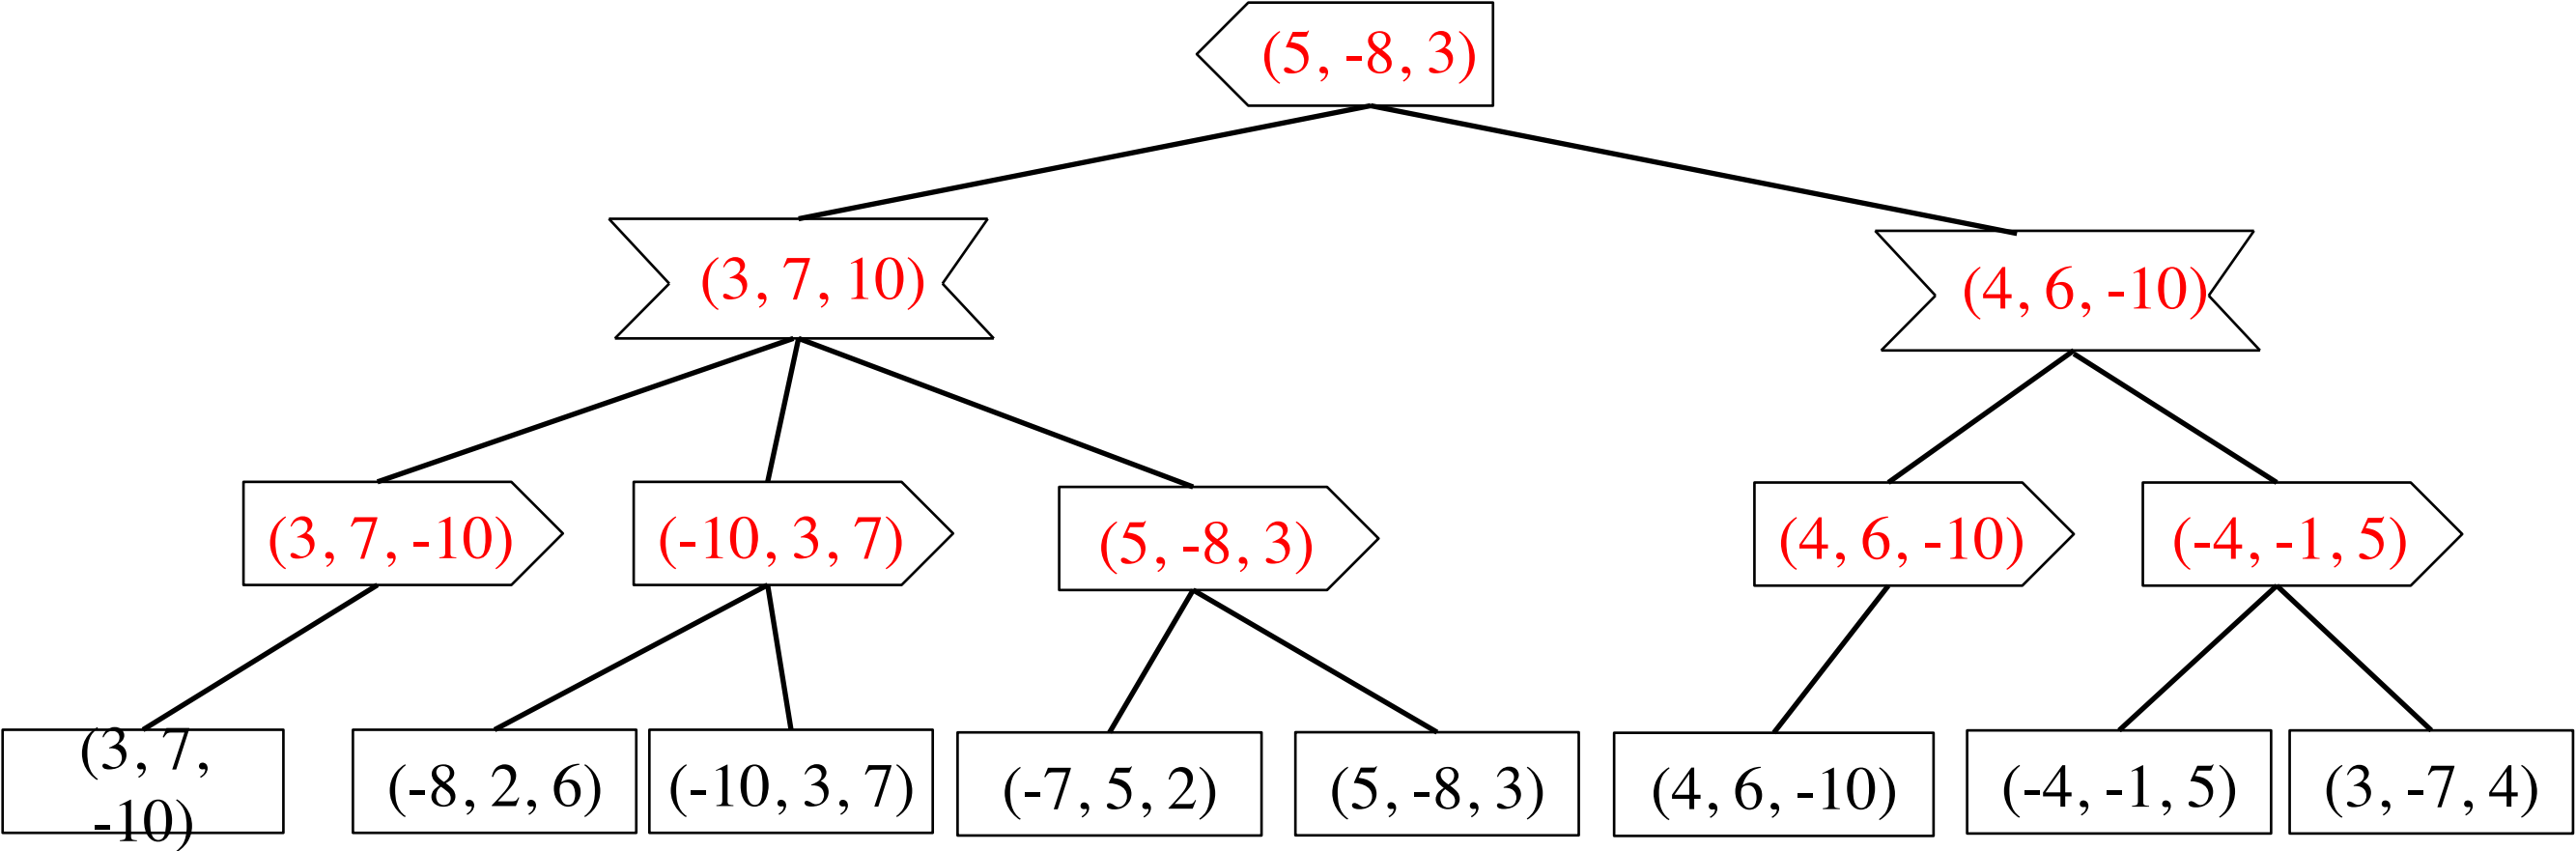 (5, -8, 3)
(3, 7, 10)
(4, 6, -10)
(3, 7, -10)
(-10, 3, 7)
(5, -8, 3)
(4, 6, -10)
(-4, -1, 5)
(3, 7,
-10)
(-8, 2, 6)
(-10, 3, 7)
(-7, 5, 2)
(5, -8, 3)
(4, 6, -10)
(-4, -1, 5)
(3, -7, 4)